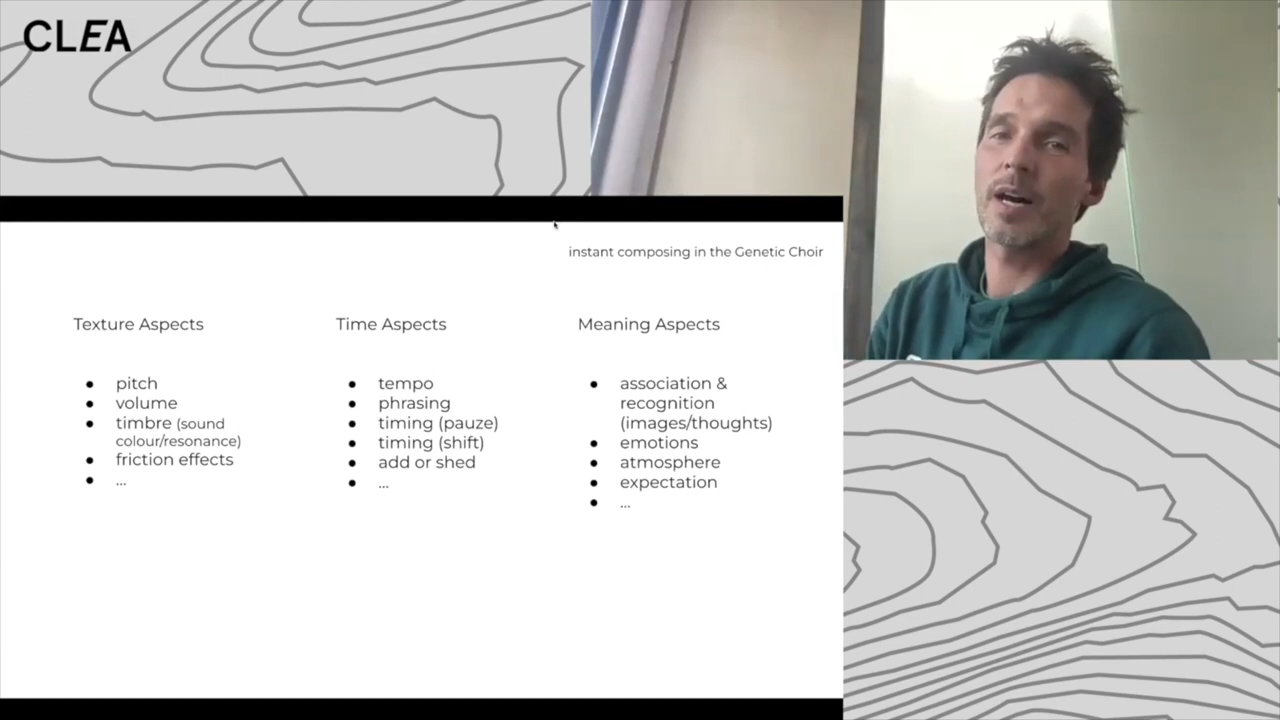 CLEA
instant composing in the Genetic Choir
Texture Aspects
● pitch
● volume
● timbre (sound
colour/resonance)
● friction effects
● ...
Time Aspects
● tempo
● phrasing
● timing (pauze)
● timing (shift)
● add or shed
● ...
Meaning Aspects
● association &
recognition
(images/thoughts)
● emotions
● atmosphere
● expectation
● ...